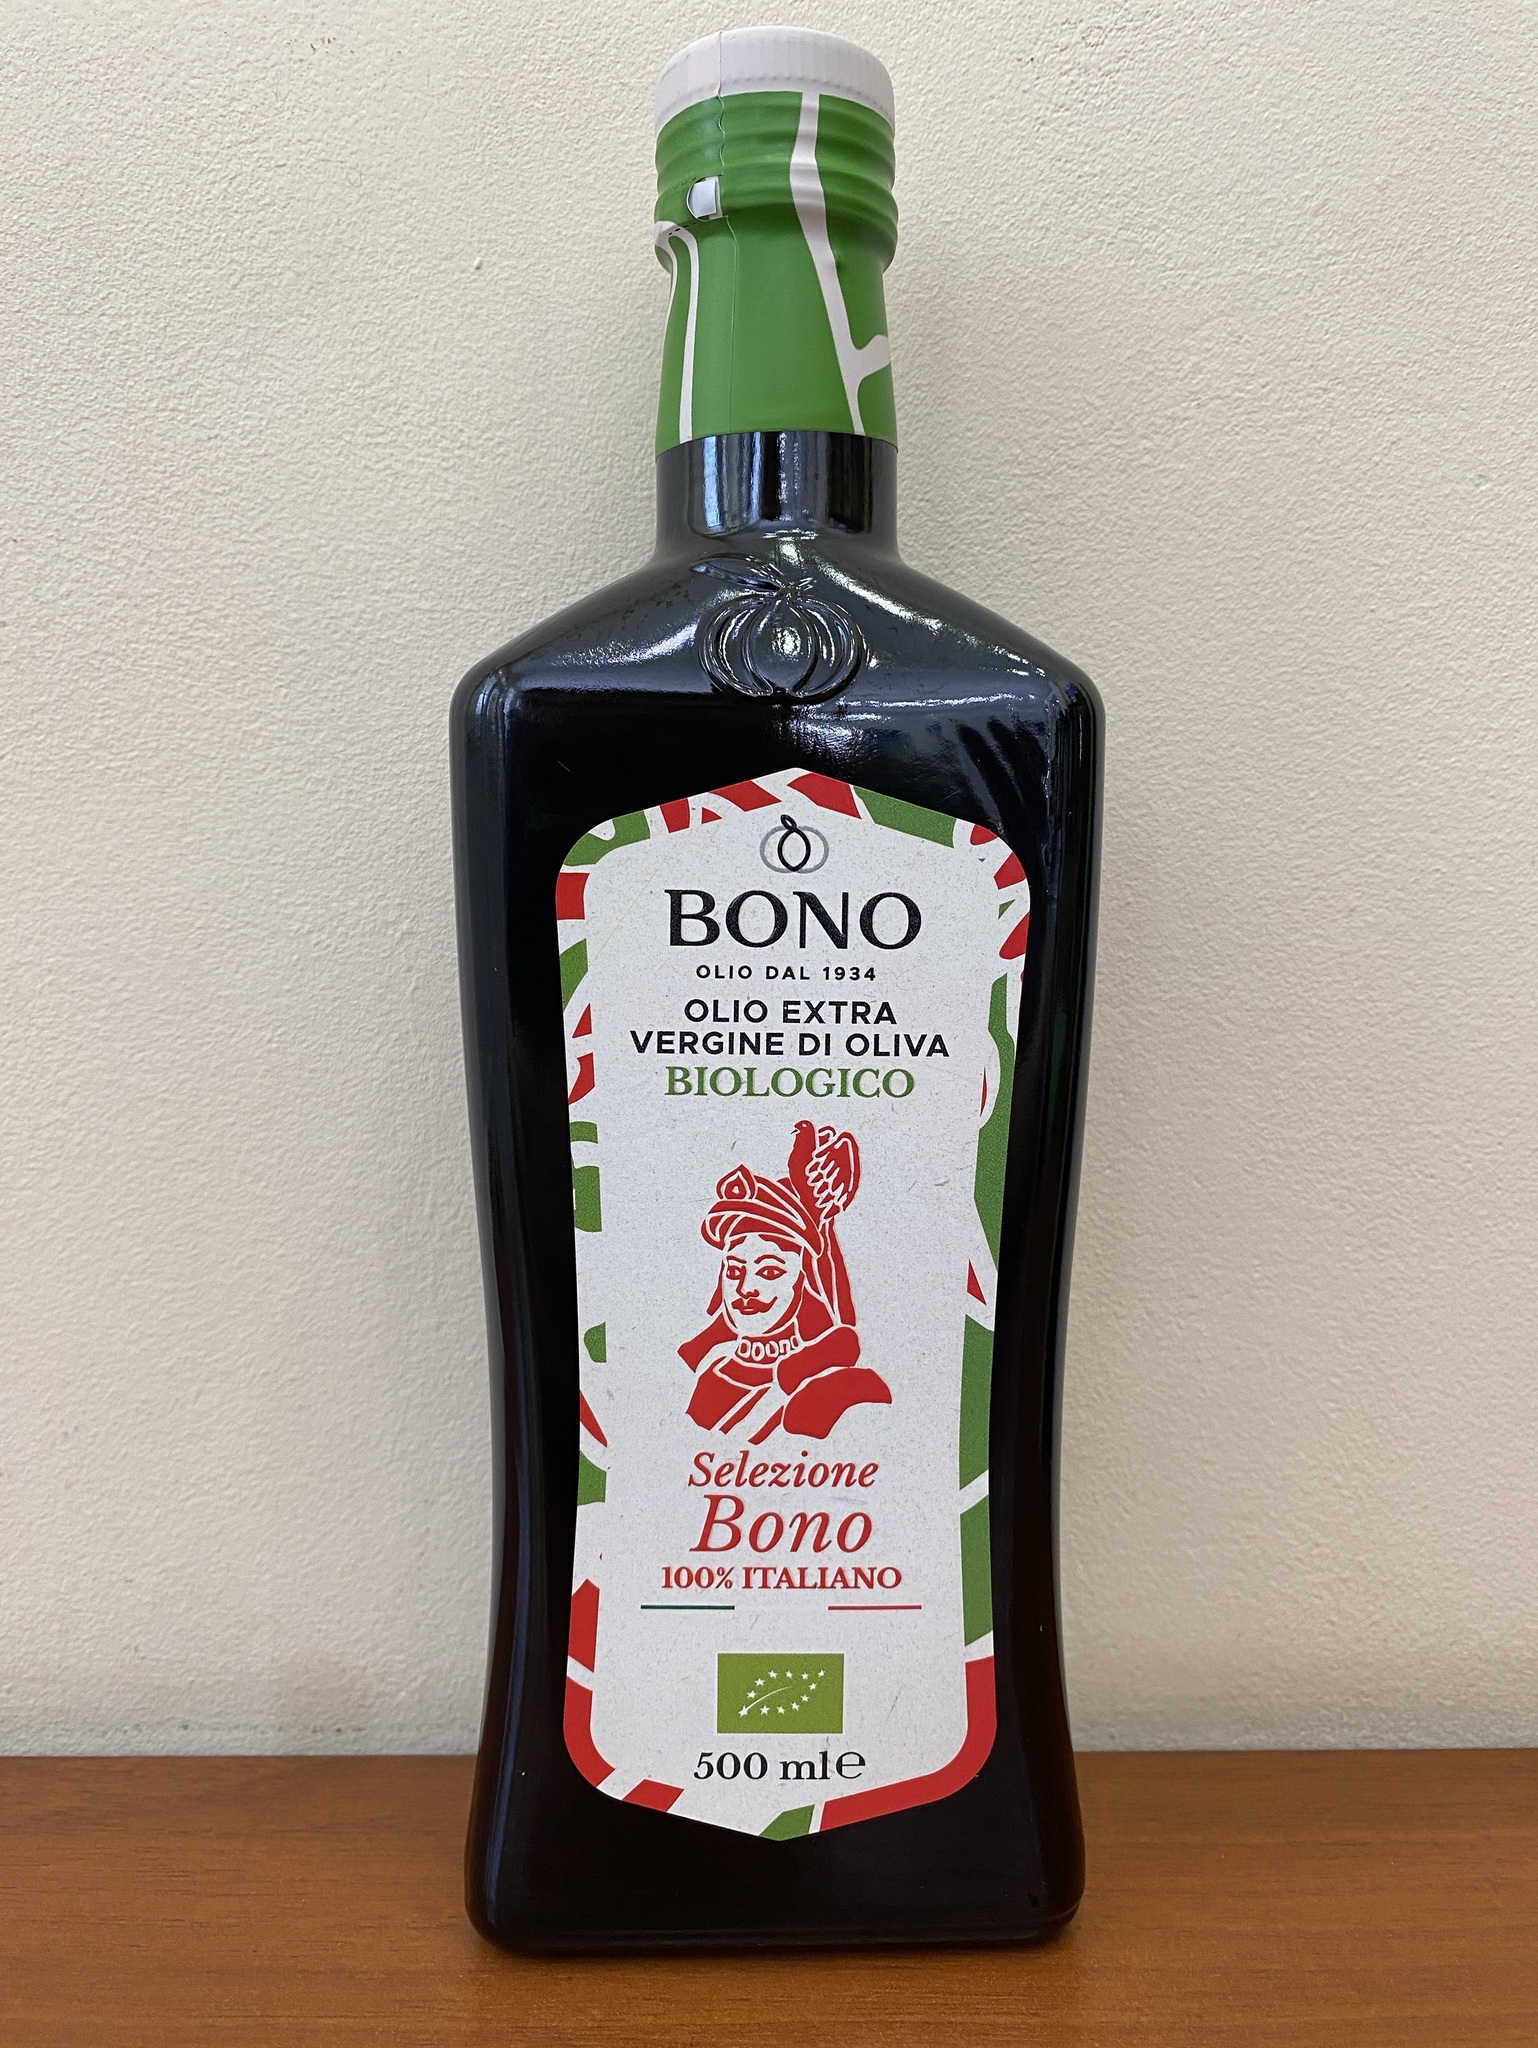 BONO
OLIO DAL 1934
OLIO EXTRA
VERGINE DI OLIVA
BIOLOGICO
Selezione
Bono
100% ITALIANO
500 ml e